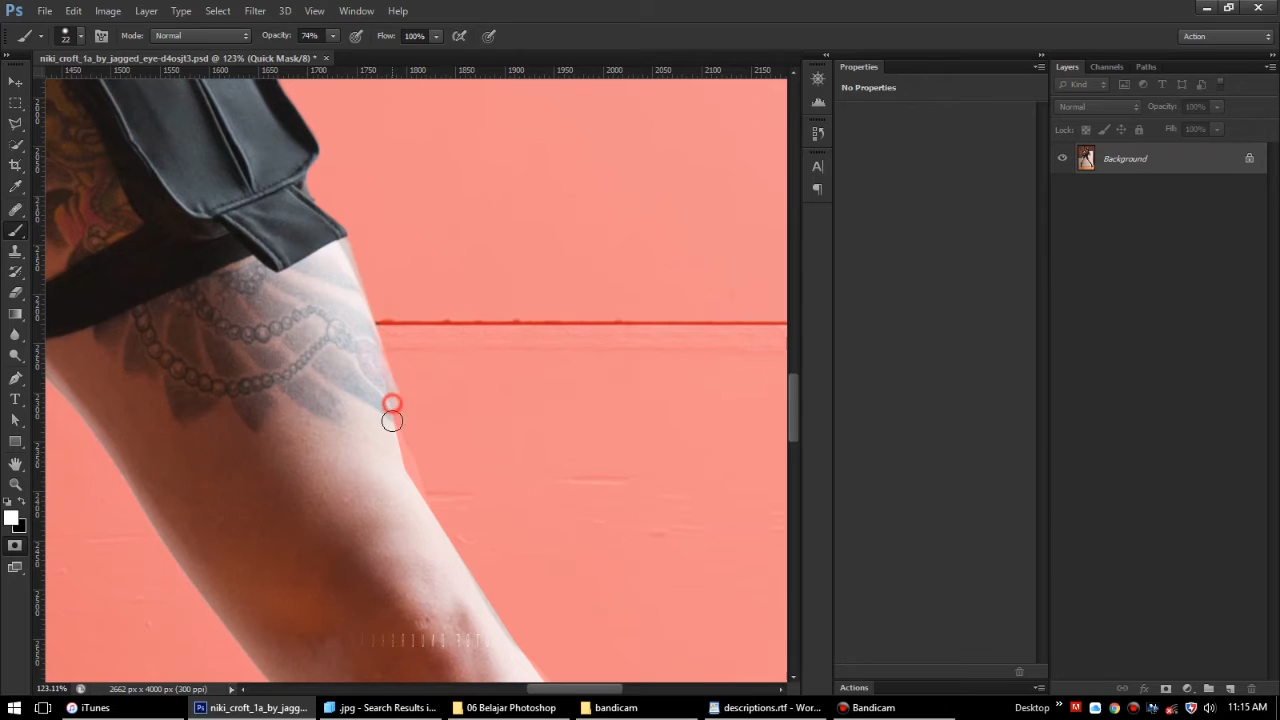 Ps File Edit Image Layer Type Select Filter 3D View Window Help
22 Mode: Normal Opacity: 74% Flow: 100% Action
niki_croft_1a_by_jagged_eye-d4osjt3.psd @ 123% (Quick Mask/8) * ×
Properties Layers Channels Paths
1450 1500 1550 1600 1650 1700 1750 1800 1850 1900 1950 2000 2050 2100 2150
No Properties
Kind
Normal Opacity: 100%
Lock: Fill: 100%
Background
A
T
Actions
123.11% 2662 px x 4000 px (300 ppi)
iTunes niki_croft_1a_by_jagg... .jpg - Search Results i... 06 Belajar Photoshop bandicam descriptions.rtf - Wor... Bandicam Desktop 11:15 AM